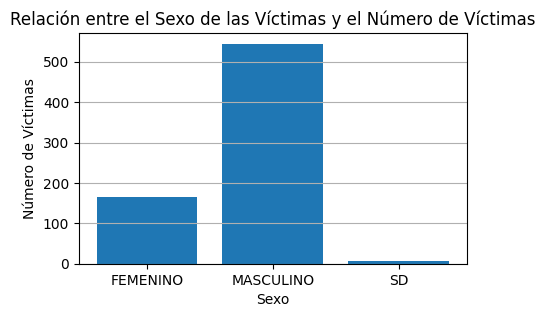 Relación entre el Sexo de las Víctimas y el Número de Víctimas
Número de Víctimas
500
400
300
200
100
0
FEMENINO MASCULINO SD
Sexo